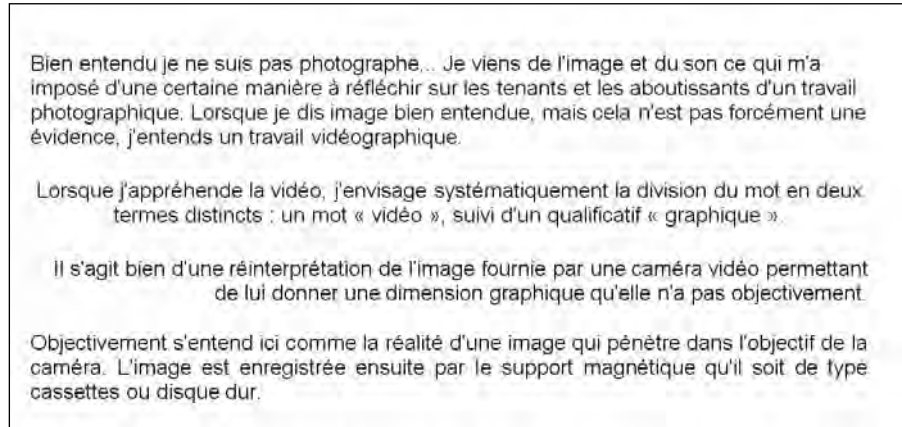 Bien entendu je ne suis pas photographe... Je viens de l'image et du son ce qui m'a
imposé d'une certaine manière à réfléchir sur les tenants et les aboutissants d'un travail
photographique. Lorsque je dis image bien entendue, mais cela n'est pas forcément une
évidence, j'entends un travail vidéographique.
Lorsque j'appréhende la vidéo, j'envisage systématiquement la division du mot en deux
termes distincts : un mot « vidéo », suivi d'un qualificatif « graphique ».
Il s'agit bien d'une réinterprétation de l'image fournie par une caméra vidéo permettant
de lui donner une dimension graphique qu'elle n'a pas objectivement.
Objectivement s'entend ici comme la réalité d'une image qui pénètre dans l'objectif de la
caméra. L'image est enregistrée ensuite par le support magnétique qu'il soit de type
cassettes ou disque dur.